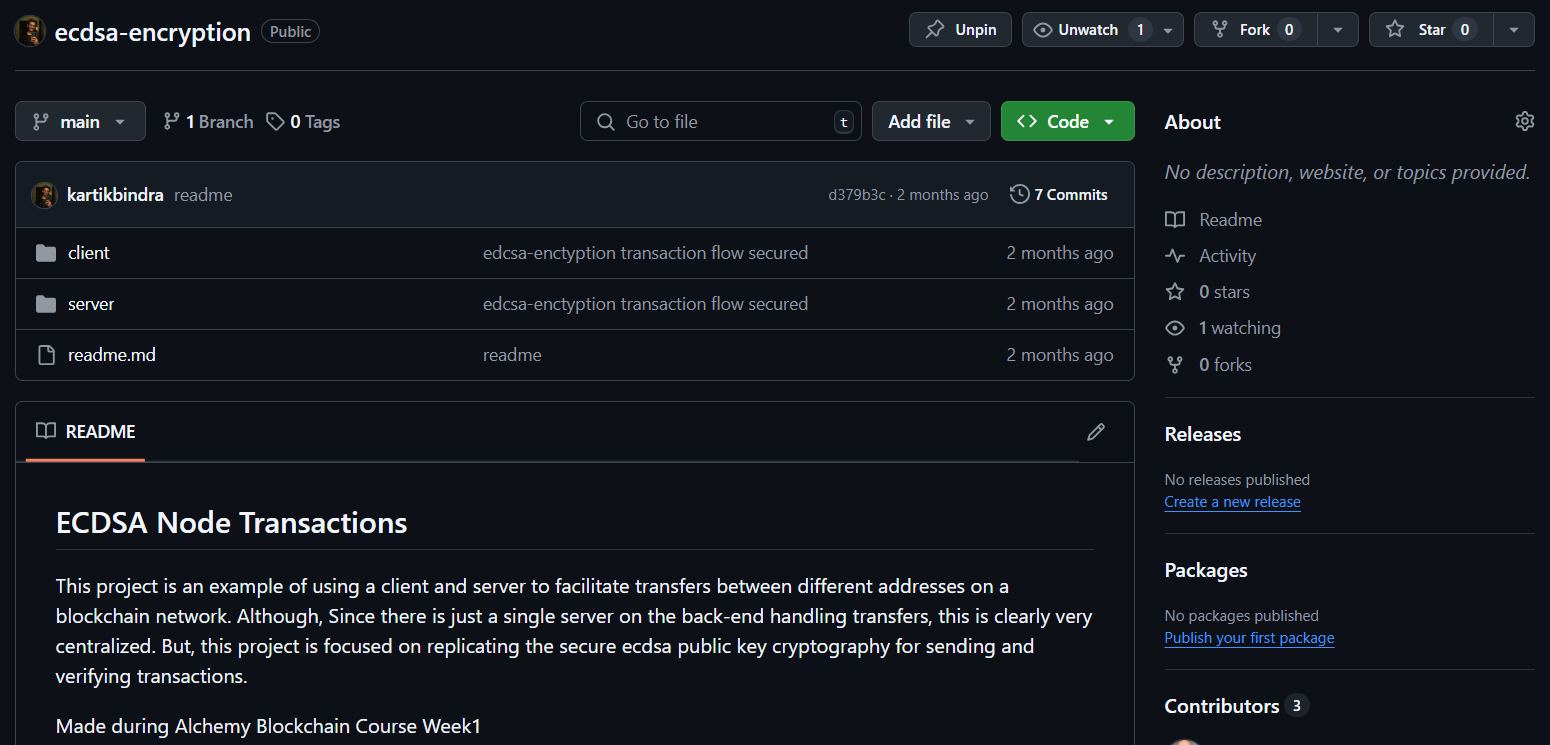 ecdsa-encryption Public Unpin Unwatch 1 Fork 0 Star 0
main 1 Branch 0 Tags Go to file t Add file Code
kartikbindra readme d379b3c · 2 months ago 7 Commits
client edcsa-enctyption transaction flow secured 2 months ago
server edcsa-enctyption transaction flow secured 2 months ago
readme.md readme 2 months ago
README
ECDSA Node Transactions
This project is an example of using a client and server to facilitate transfers between different addresses on a
blockchain network. Although, Since there is just a single server on the back-end handling transfers, this is clearly very
centralized. But, this project is focused on replicating the secure ecdsa public key cryptography for sending and
verifying transactions.
Made during Alchemy Blockchain Course Week1
About
No description, website, or topics provided.
Readme
Activity
0 stars
1 watching
0 forks
Releases
No releases published
Create a new release
Packages
No packages published
Publish your first package
Contributors 3